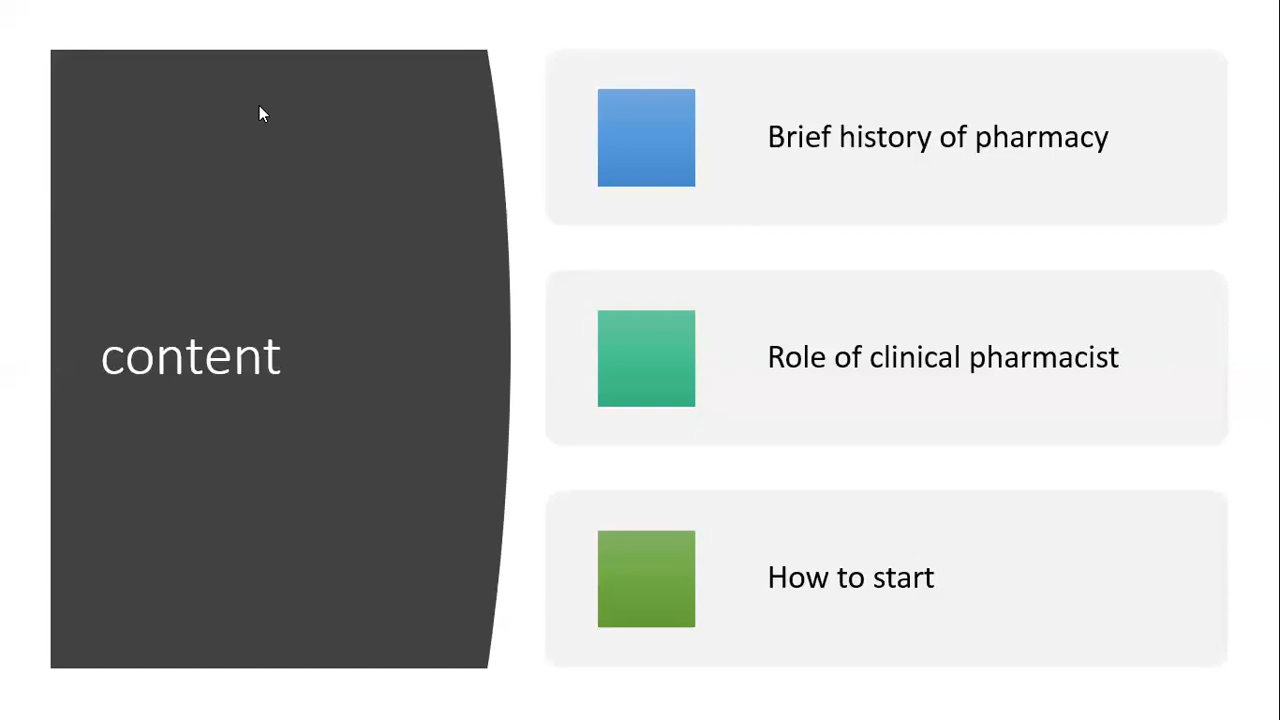 content
Brief history of pharmacy
Role of clinical pharmacist
How to start